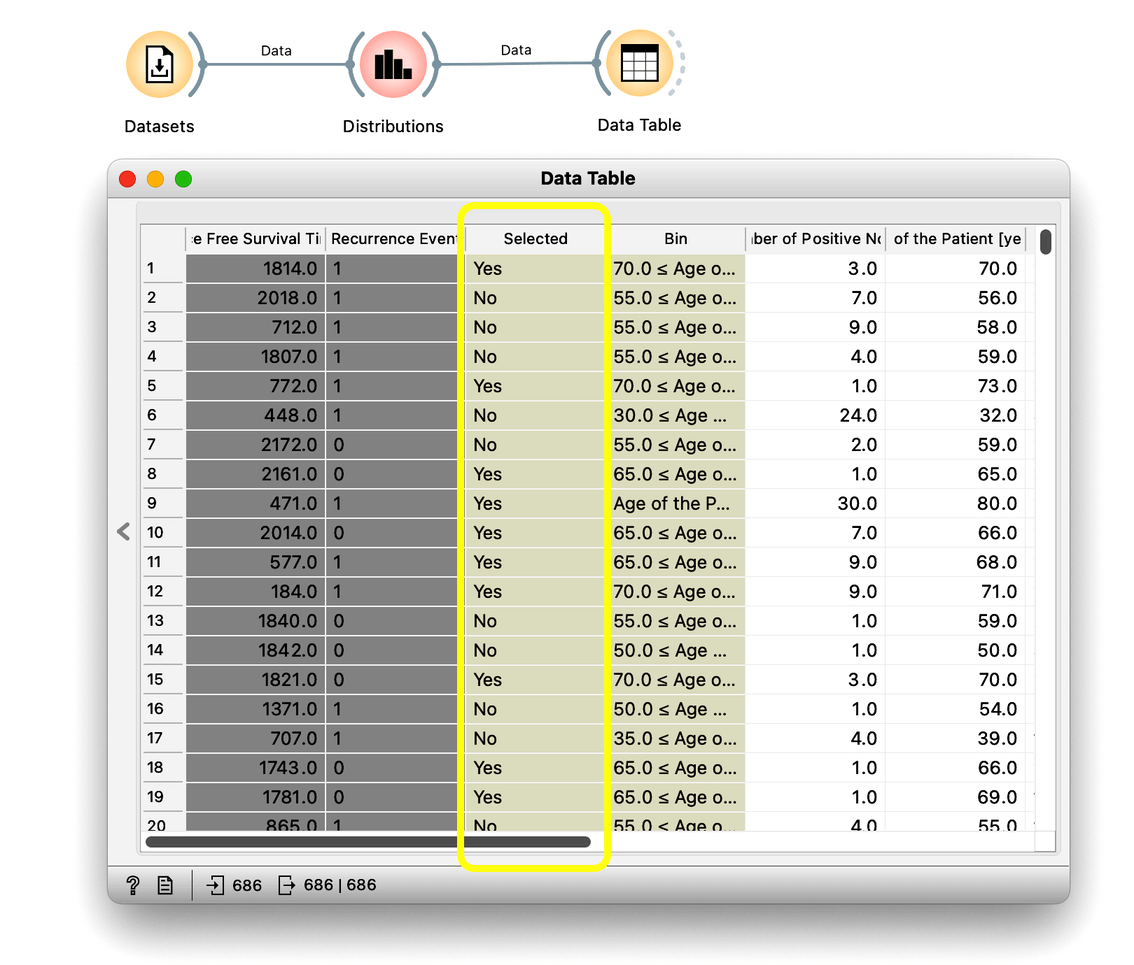 Data Data
Datasets Distributions Data Table
Data Table
e Free Survival Ti Recurrence Event Selected Bin ber of Positive No of the Patient [ye
1 1814.0 1 Yes 70.0 ≤ Age o... 3.0 70.0
2 2018.0 1 No 55.0 ≤ Age o... 7.0 56.0
3 712.0 1 No 55.0 ≤ Age o... 9.0 58.0
4 1807.0 1 No 55.0 ≤ Age o... 4.0 59.0
5 772.0 1 Yes 70.0 ≤ Age o... 1.0 73.0
6 448.0 1 No 30.0 ≤ Age ... 24.0 32.0
7 2172.0 0 No 55.0 ≤ Age o... 2.0 59.0
8 2161.0 0 Yes 65.0 ≤ Age o... 1.0 65.0
9 471.0 1 Yes Age of the P... 30.0 80.0
10 2014.0 0 Yes 65.0 ≤ Age o... 7.0 66.0
11 577.0 1 Yes 65.0 ≤ Age o... 9.0 68.0
12 184.0 1 Yes 70.0 ≤ Age o... 9.0 71.0
13 1840.0 0 No 55.0 ≤ Age o... 1.0 59.0
14 1842.0 0 No 50.0 ≤ Age ... 1.0 50.0
15 1821.0 0 Yes 70.0 ≤ Age o... 3.0 70.0
16 1371.0 1 No 50.0 ≤ Age ... 1.0 54.0
17 707.0 1 No 35.0 ≤ Age o... 4.0 39.0
18 1743.0 0 Yes 65.0 ≤ Age o... 1.0 66.0
19 1781.0 0 Yes 65.0 ≤ Age o... 1.0 69.0
20 865.0 1 No 55.0 ≤ Age o... 4.0 55.0
? 686 686 | 686